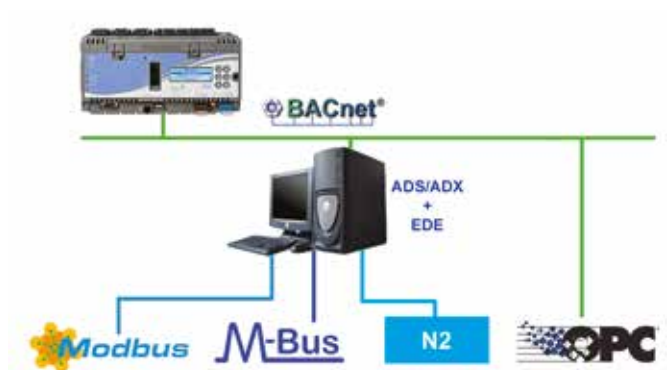 BACnet®
ADS/ADX
+
EDE
Modbus
M-Bus
N2
OPC